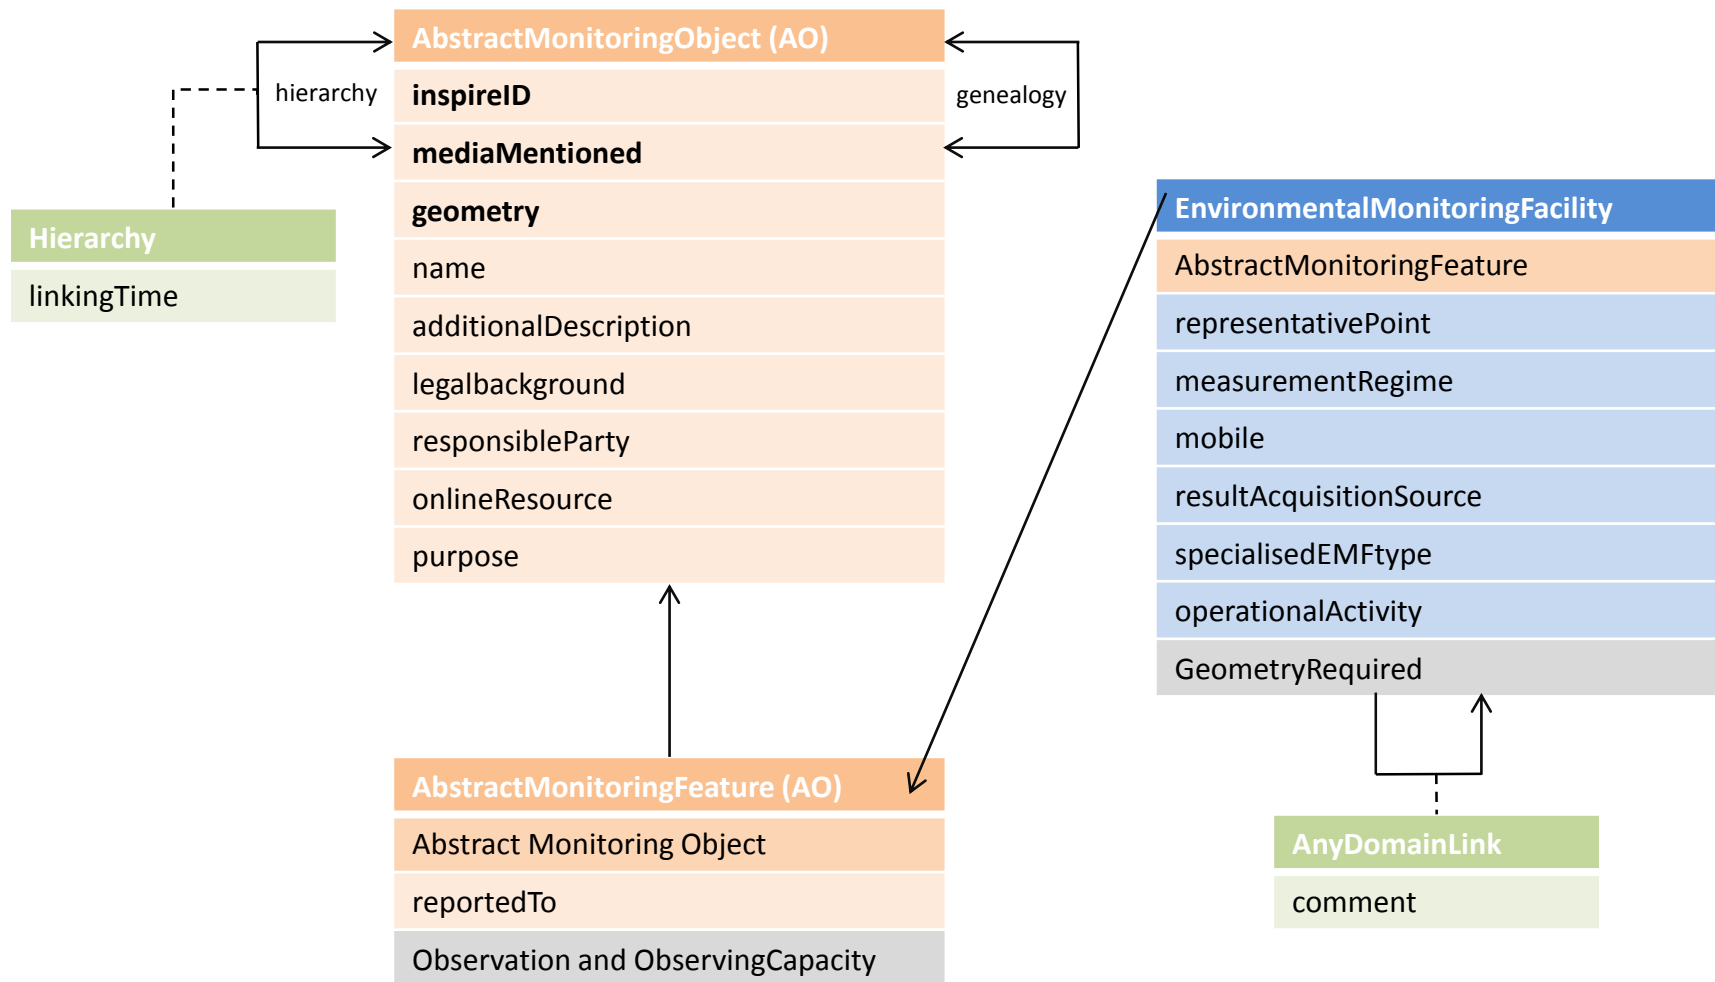 AbstractMonitoringObject (AO)
inspireID
mediaMentioned
geometry
name
additionalDescription
legalbackground
responsibleParty
onlineResource
purpose
hierarchy
genealogy
Hierarchy
linkingTime
EnvironmentalMonitoringFacility
AbstractMonitoringFeature
representativePoint
measurementRegime
mobile
resultAcquisitionSource
specialisedEMFtype
operationalActivity
GeometryRequired
AbstractMonitoringFeature (AO)
Abstract Monitoring Object
reportedTo
Observation and ObservingCapacity
AnyDomainLink
comment